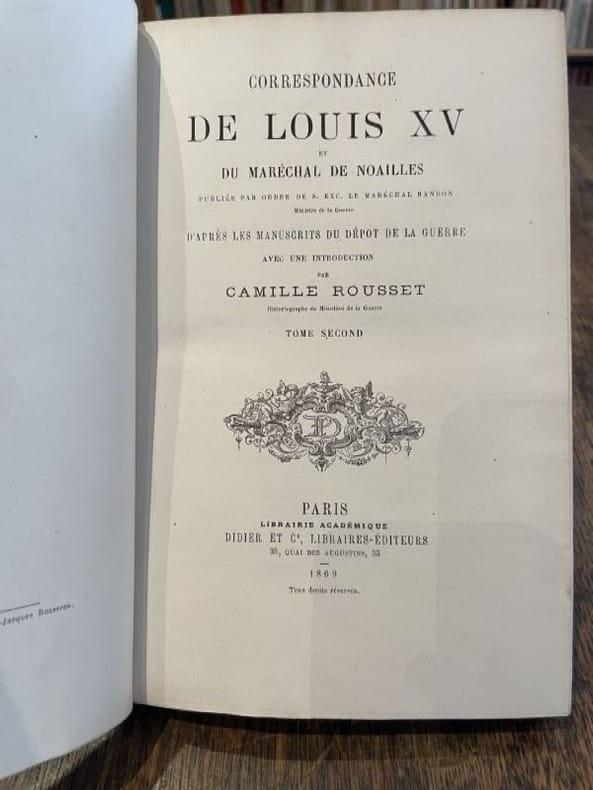 CORRESPONDANCE
DE LOUIS XV
ET
DU MARÉCHAL DE NOAILLES
PUBLIÉE PAR ORDRE DE S. EXC. LE MARÉCHAL RANDON
Ministre de la Guerre
D'APRÈS LES MANUSCRITS DU DÉPOT DE LA GUERRE
AVEC UNE INTRODUCTION
PAR
CAMILLE ROUSSET
Historiographe du Ministère de la Guerre
TOME SECOND
PARIS
LIBRAIRIE ACADÉMIQUE
DIDIER ET Cᵉ, LIBRAIRES-ÉDITEURS
35, QUAI DES AUGUSTINS, 35
1869
Tous droits réservés.
-Jacques Rousseau.